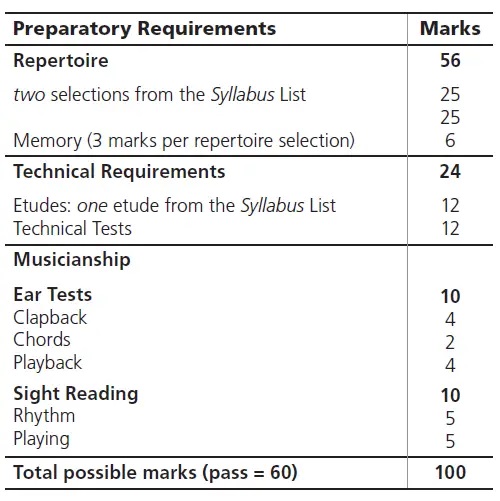 Preparatory Requirements Marks
Repertoire 56
two selections from the Syllabus List 25
25
Memory (3 marks per repertoire selection) 6
Technical Requirements 24
Etudes: one etude from the Syllabus List 12
Technical Tests 12
Musicianship
Ear Tests 10
Clapback 4
Chords 2
Playback 4
Sight Reading 10
Rhythm 5
Playing 5
Total possible marks (pass = 60) 100